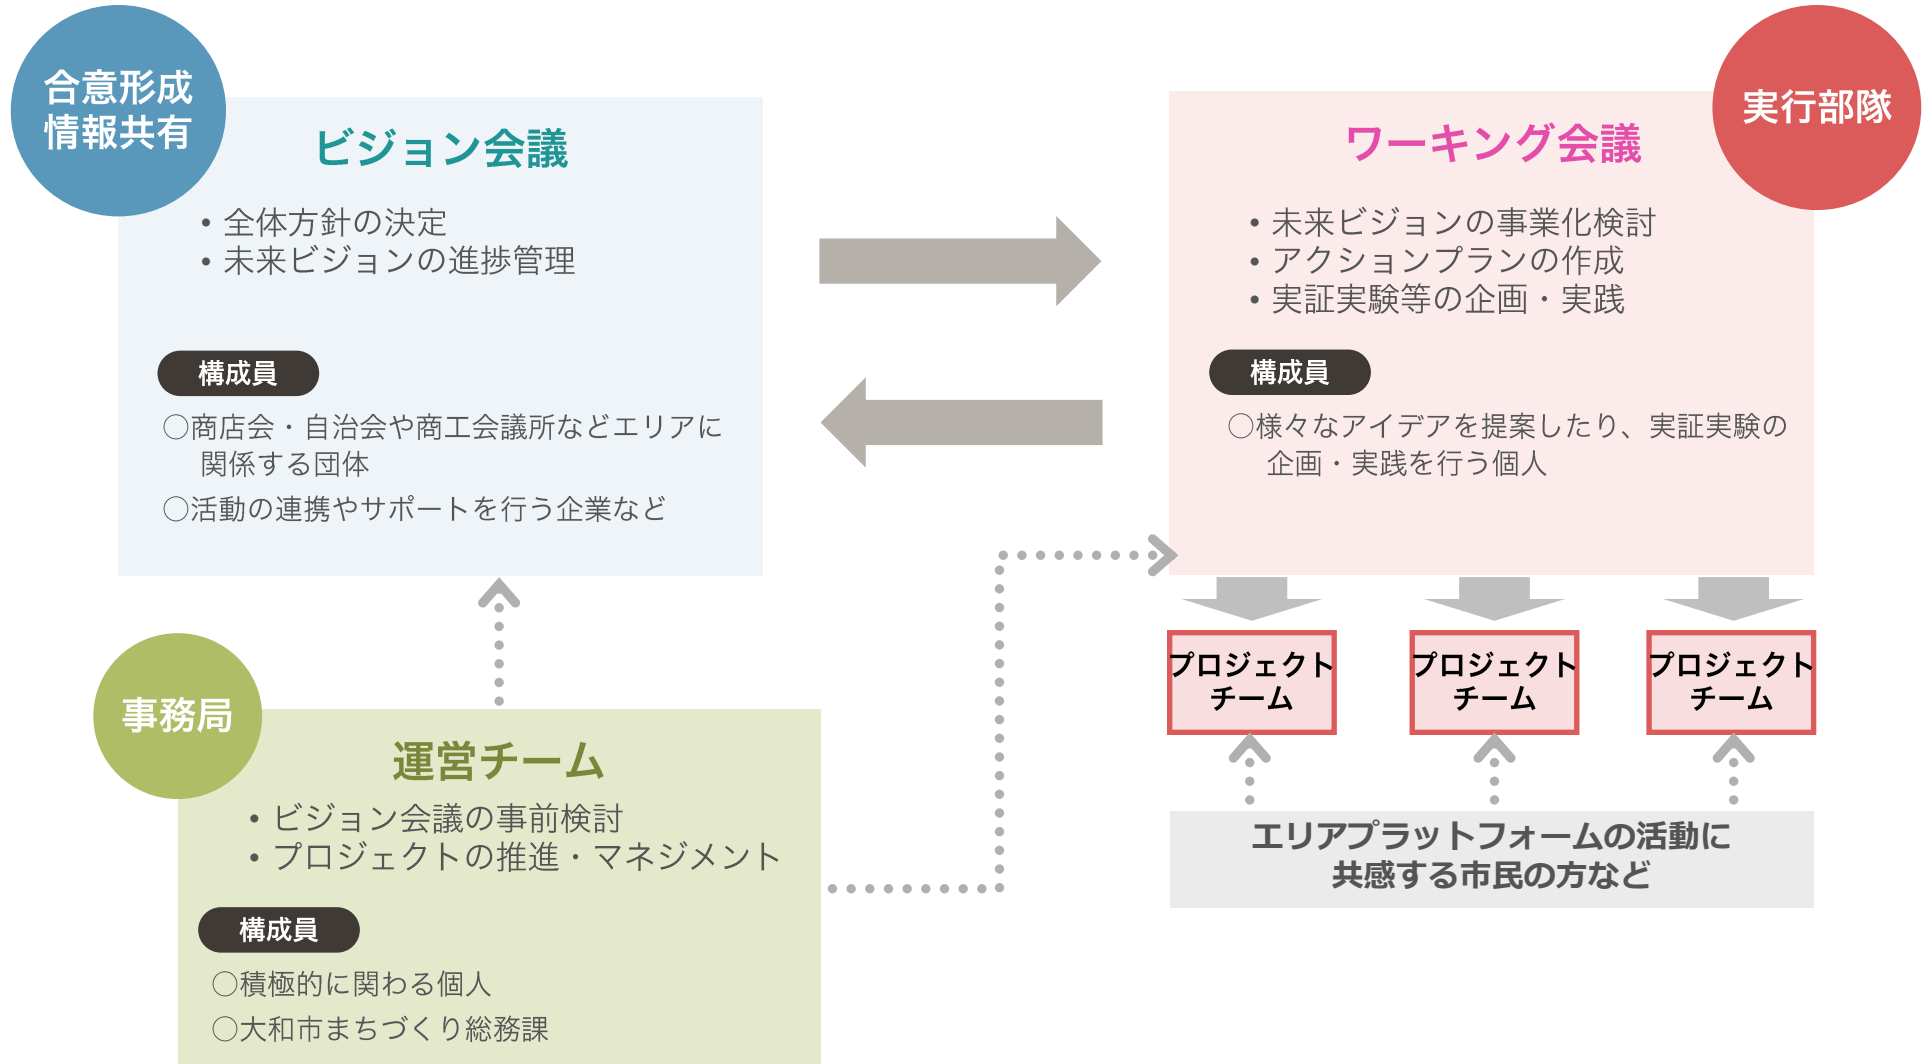 合意形成
情報共有
ビジョン会議
・全体方針の決定
・未来ビジョンの進捗管理
構成員
○商店会・自治会や商工会議所などエリアに
関係する団体
○活動の連携やサポートを行う企業など
実行部隊
ワーキング会議
・未来ビジョンの事業化検討
・アクションプランの作成
・実証実験等の企画・実践
構成員
○様々なアイデアを提案したり、実証実験の
企画・実践を行う個人
プロジェクト
チーム
プロジェクト
チーム
プロジェクト
チーム
エリアプラットフォームの活動に
共感する市民の方など
事務局
運営チーム
・ビジョン会議の事前検討
・プロジェクトの推進・マネジメント
構成員
○積極的に関わる個人
○大和市まちづくり総務課